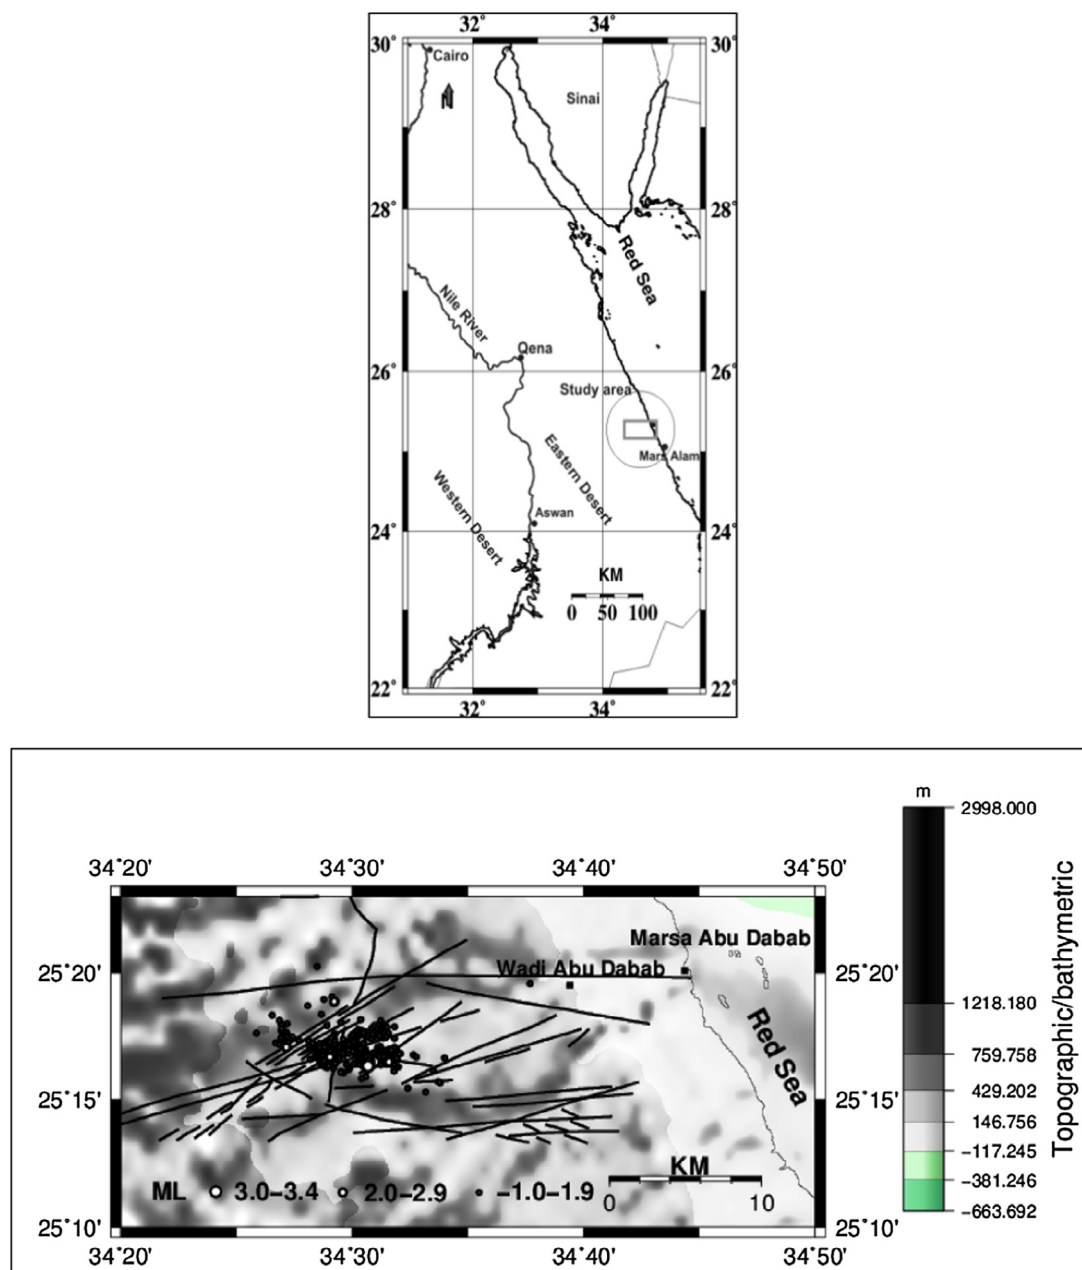 32° 34°
30° 30°
Cairo
N
Sinai
28° 28°
Red Sea
Nile River
Qena
26° 26°
Study area
Eastern Desert
Mars Alam
Western Desert
Aswan
24° 24°
KM
0 50 100
22° 22°
32° 34°
m
2998.000
34°20' 34°30' 34°40' 34°50'
Marsa Abu Dabab
25°20' Wadi Abu Dabab 25°20'
1218.180
Red Sea
759.758
429.202
25°15' 25°15'
146.756
−117.245
KM
−381.246
ML 3.0−3.4 2.0−2.9 −1.0−1.9
0 10
−663.692
25°10' 25°10'
34°20' 34°30' 34°40' 34°50'
Topographic/bathymetric